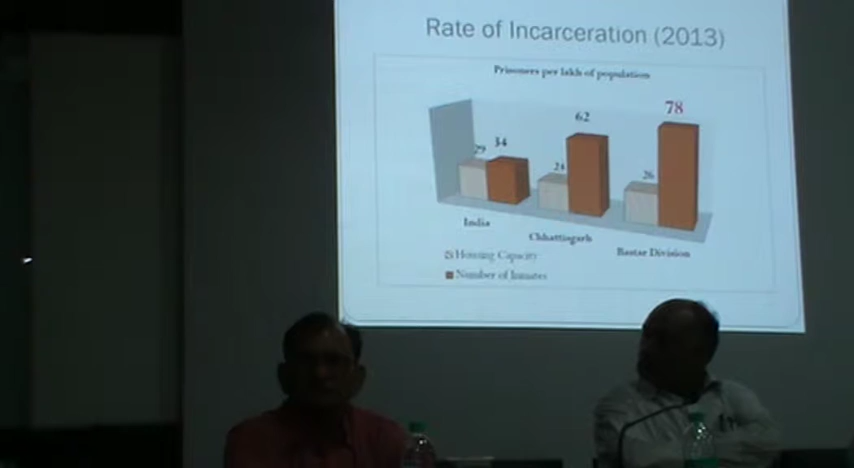 Rate of Incarceration (2013)
Prisoners per lakh of population
29 34
24 62
26 78
India
Chhattisgarh
Bastar Division
Housing Capacity
Number of Inmates